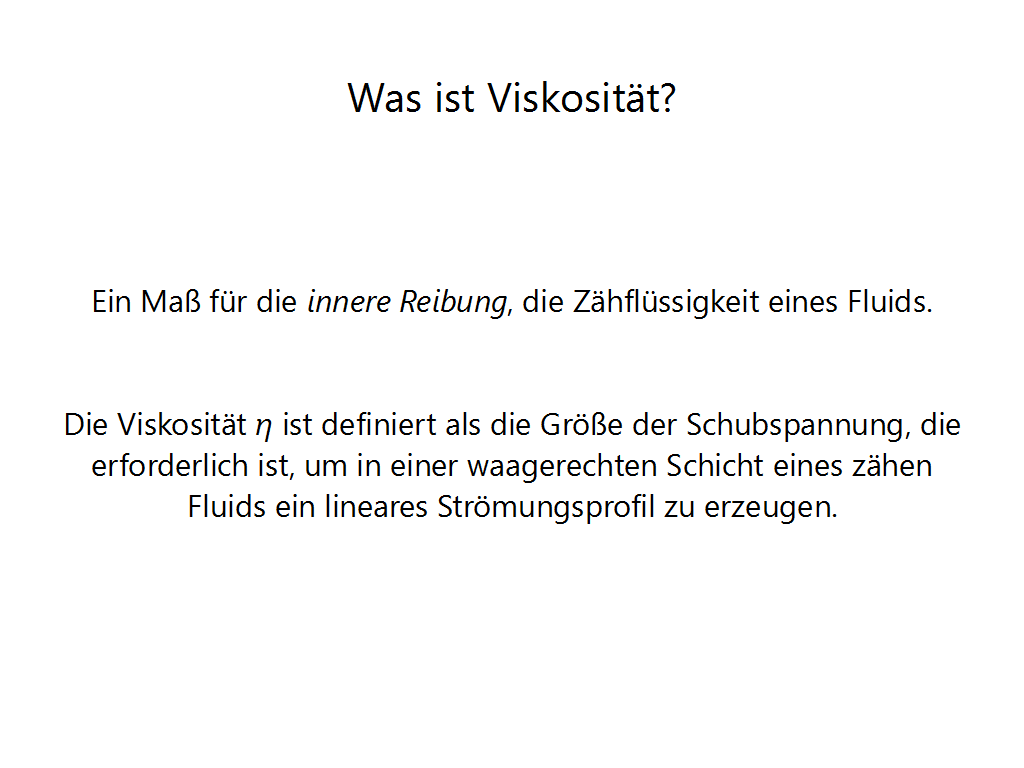 Was ist Viskosität?
Ein Maß für die innere Reibung, die Zähflüssigkeit eines Fluids.
Die Viskosität η ist definiert als die Größe der Schubspannung, die
erforderlich ist, um in einer waagerechten Schicht eines zähen
Fluids ein lineares Strömungsprofil zu erzeugen.